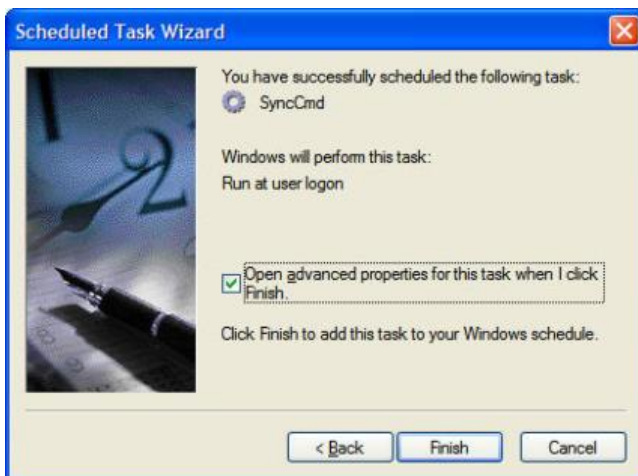 Scheduled Task Wizard
You have successfully scheduled the following task:
SyncCmd
Windows will perform this task:
Run at user logon
Open advanced properties for this task when I click
Finish.
Click Finish to add this task to your Windows schedule.
< Back
Finish
Cancel